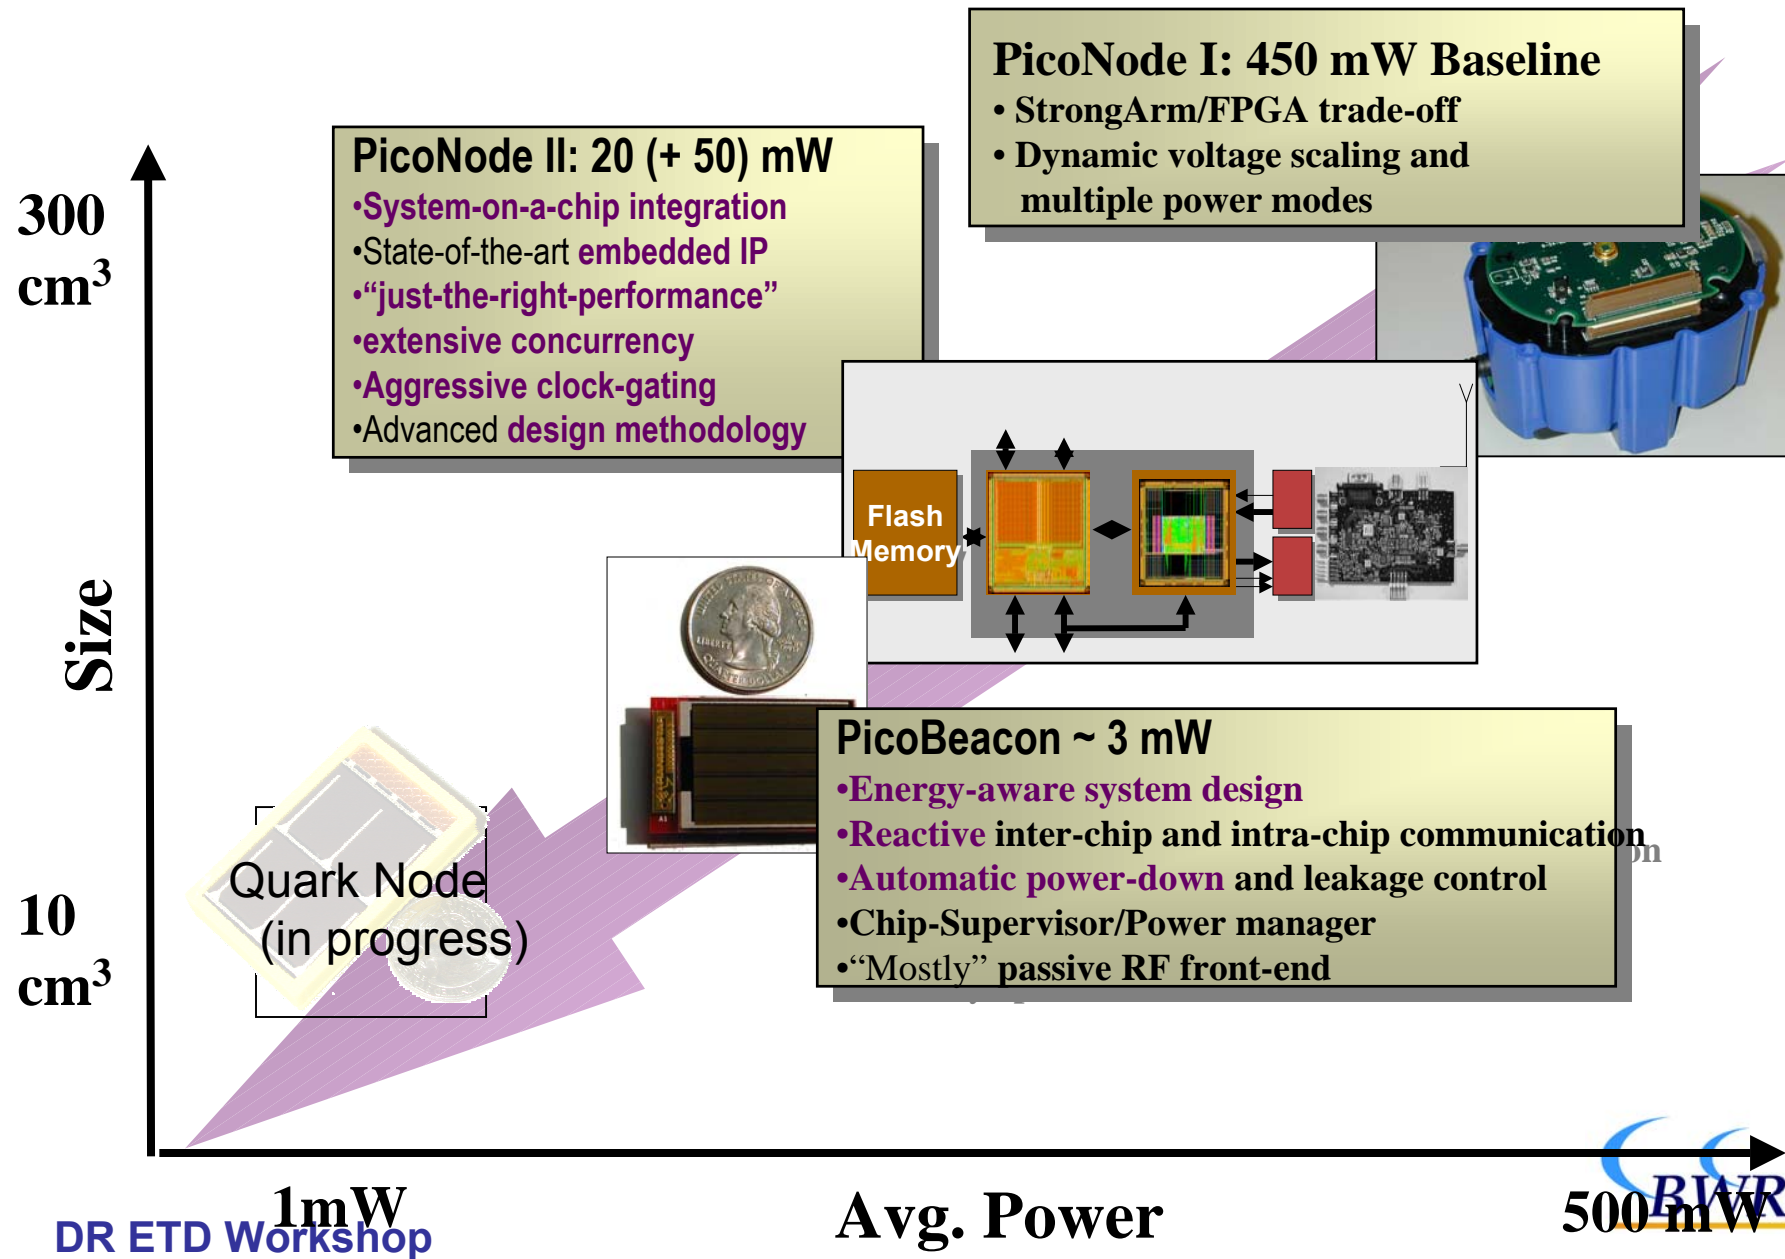 PicoNode I: 450 mW Baseline
• StrongArm/FPGA trade-off
• Dynamic voltage scaling and
multiple power modes
PicoNode II: 20 (+ 50) mW
•System-on-a-chip integration
•State-of-the-art embedded IP
•“just-the-right-performance”
•extensive concurrency
•Aggressive clock-gating
•Advanced design methodology
300
cm³
Size
10
cm³
Flash
Memory
LIBERTY
QUARTER DOLLAR
PicoBeacon ~ 3 mW
•Energy-aware system design
•Reactive inter-chip and intra-chip communication
•Automatic power-down and leakage control
•Chip-Supervisor/Power manager
•“Mostly” passive RF front-end
Quark Node
(in progress)
1mW
Avg. Power
500 mW
BWR
DR ETD Workshop